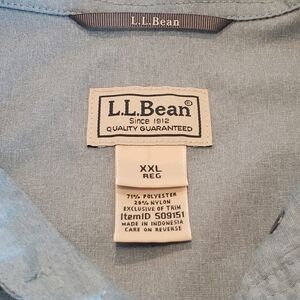 L.L.Bean
L.L.Bean®
Since 1912
QUALITY GUARANTEED
XXL
REG
71% POLYESTER
29% NYLON
EXCLUSIVE OF TRIM
ItemID 509151
MADE IN INDONESIA
CARE ON REVERSE